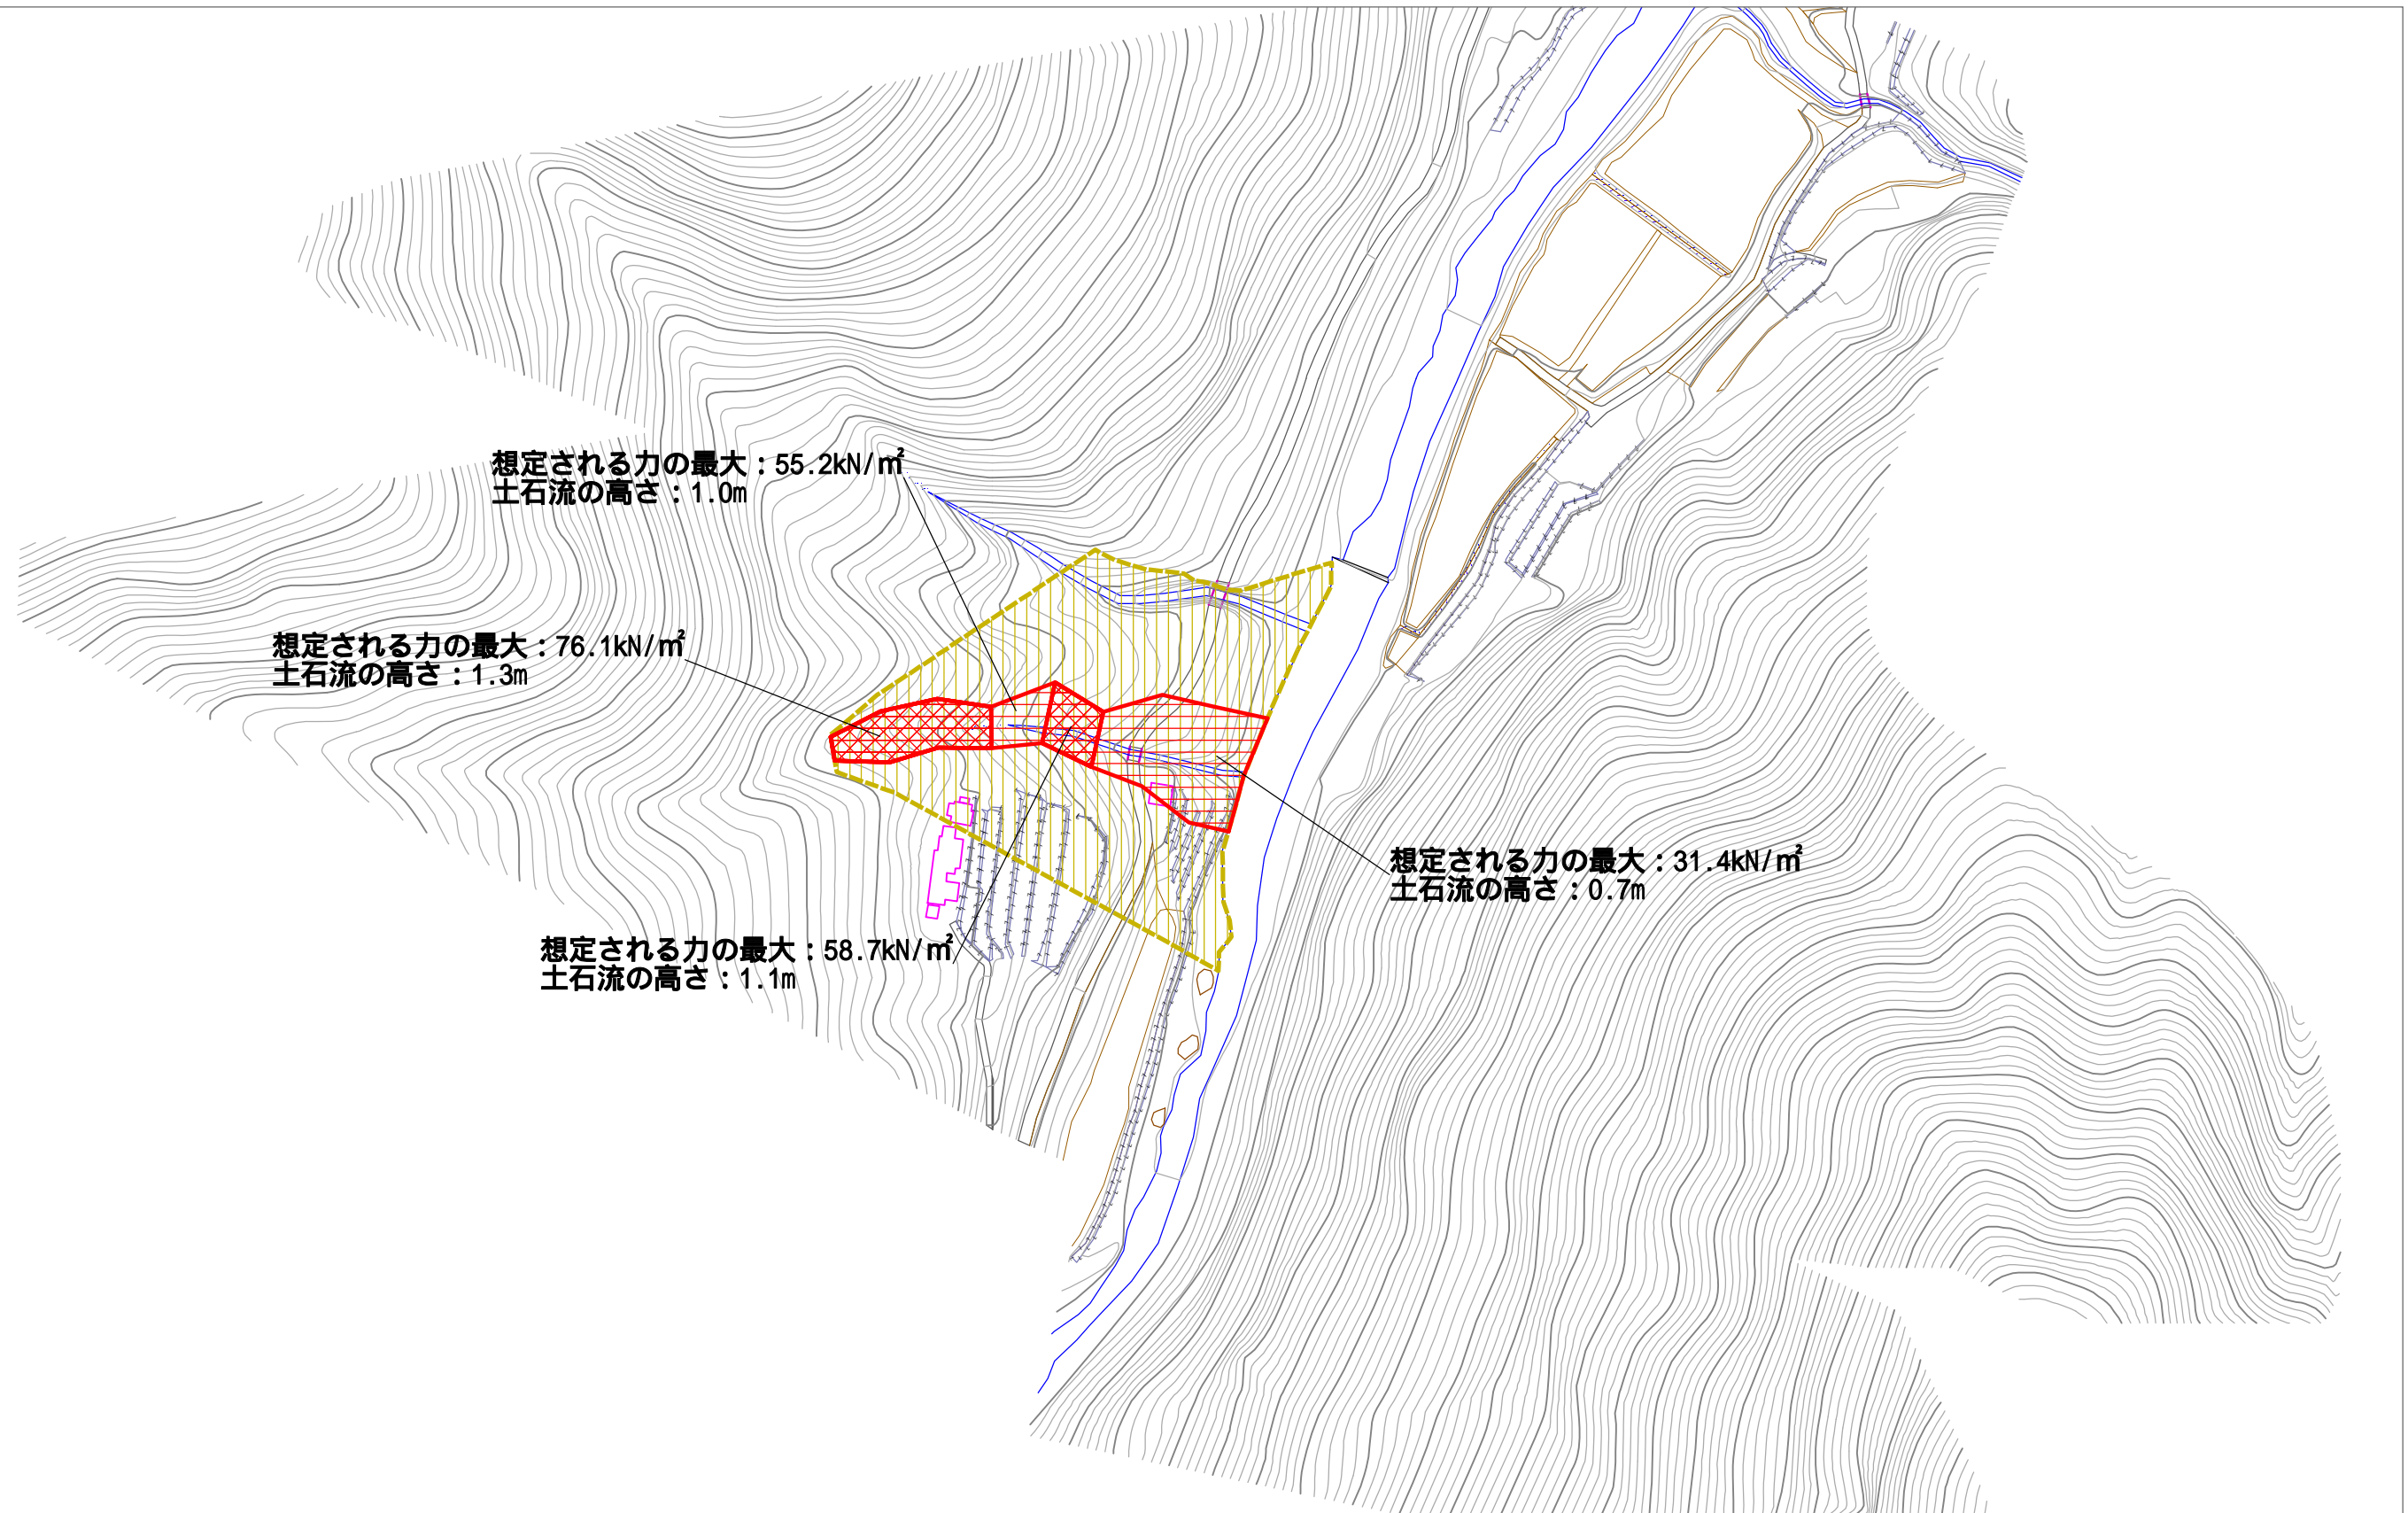 想定される力の最大：55.2kN/㎡
土石流の高さ：1.0m
想定される力の最大：76.1kN/㎡
土石流の高さ：1.3m
想定される力の最大：31.4kN/㎡
土石流の高さ：0.7m
想定される力の最大：58.7kN/㎡
土石流の高さ：1.1m